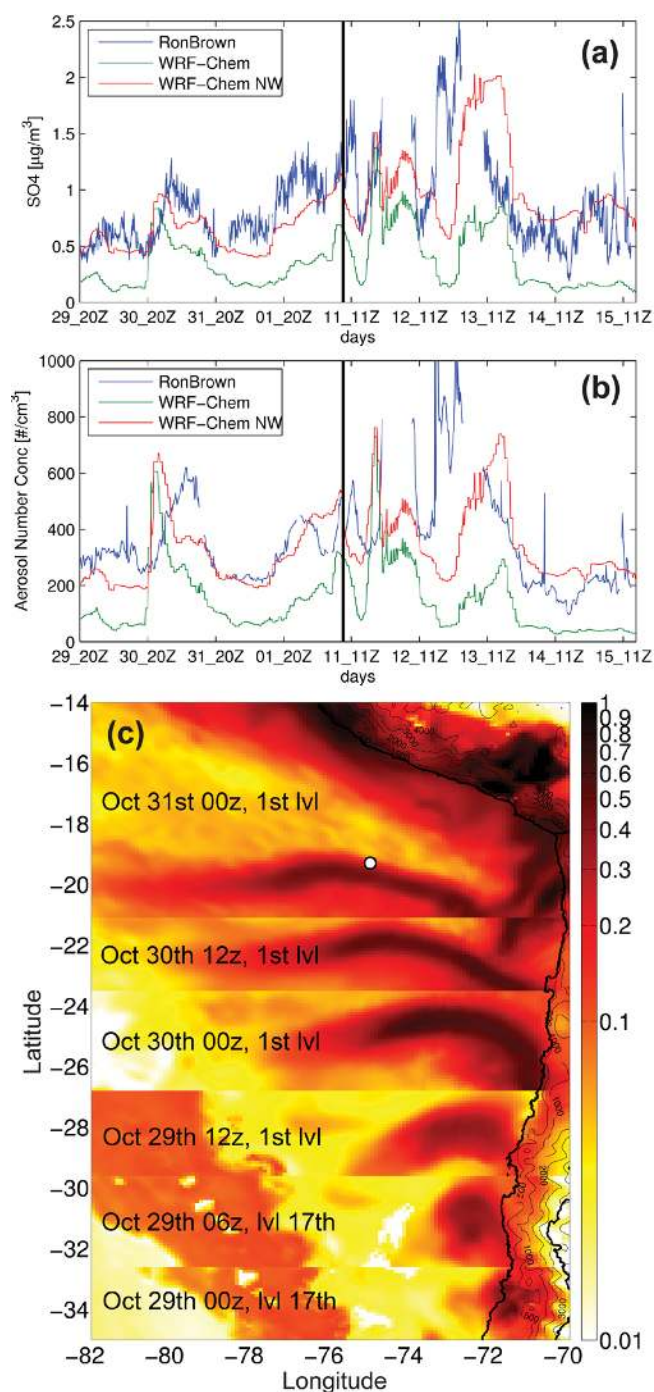 (a)
RonBrown
WRF-Chem
WRF-Chem NW
SO4 [μg/m³]
2.5
2
1.5
1
0.5
0
29_20Z 30_20Z 31_20Z 01_20Z 11_11Z 12_11Z 13_11Z 14_11Z 15_11Z
days
(b)
RonBrown
WRF-Chem
WRF-Chem NW
Aerosol Number Conc [#/cm³]
1000
800
600
400
200
0
29_20Z 30_20Z 31_20Z 01_20Z 11_11Z 12_11Z 13_11Z 14_11Z 15_11Z
days
(c)
Oct 31st 00z, 1st lvl
Oct 30th 12z, 1st lvl
Oct 30th 00z, 1st lvl
Oct 29th 12z, 1st lvl
Oct 29th 06z, lvl 17th
Oct 29th 00z, lvl 17th
Latitude
−14
−16
−18
−20
−22
−24
−26
−28
−30
−32
−34
−82 −80 −78 −76 −74 −72 −70
Longitude
1
0.9
0.8
0.7
0.6
0.5
0.4
0.3
0.2
0.1
0.01